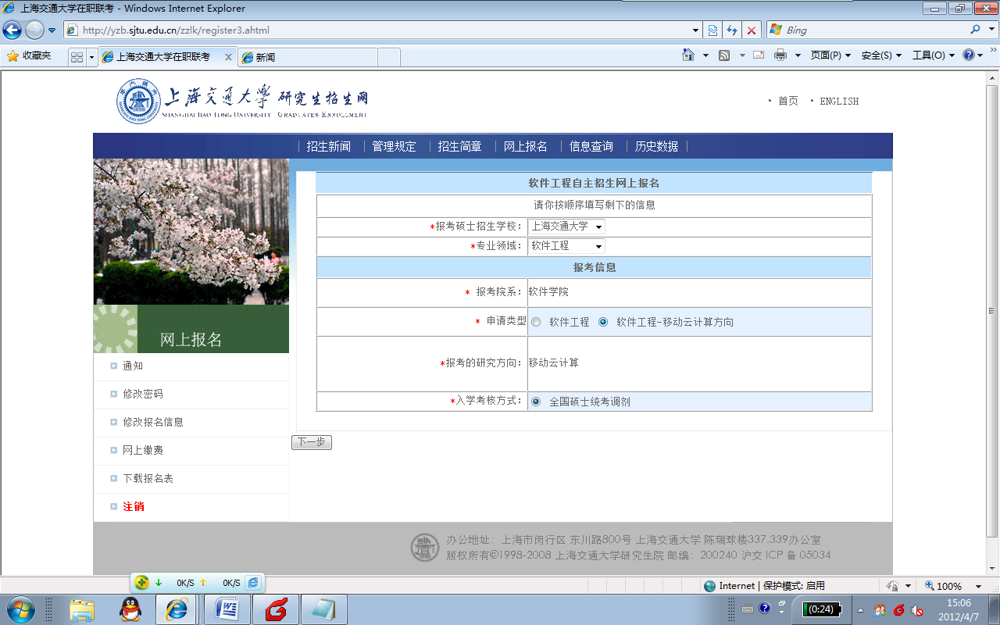 上海交通大学在职联考 - Windows Internet Explorer
http://yzb.sjtu.edu.cn/zzlk/register3.ahtml
Bing
收藏夹
上海交通大学在职联考
新闻
页面(P)
安全(S)
工具(O)
上海交通大学 研究生招生网
SHANGHAI JIAO TONG UNIVERSITY GRADUATER ENROLLMENT
· 首页 · ENGLISH
| 招生新闻 | 管理规定 | 招生简章 | 网上报名 | 信息查询 | 历史数据 |
软件工程自主招生网上报名
请你按顺序填写剩下的信息
*报考硕士招生学校： 上海交通大学
*专业领域： 软件工程
报考信息
* 报考院系： 软件学院
* 申请类型 软件工程 软件工程-移动云计算方向
*报考的研究方向： 移动云计算
*入学考核方式： 全国硕士统考调剂
下一步
网上报名
通知
修改密码
修改报名信息
网上缴费
下载报名表
注销
办公地址：上海市闵行区 东川路800号 上海交通大学 陈瑞球楼337.339办公室
版权所有©1998-2008 上海交通大学研究生院 邮编：200240 沪交 ICP 备 05034
0K/S 0K/S
Internet | 保护模式: 启用
100%
(0:24)
15:06
2012/4/7